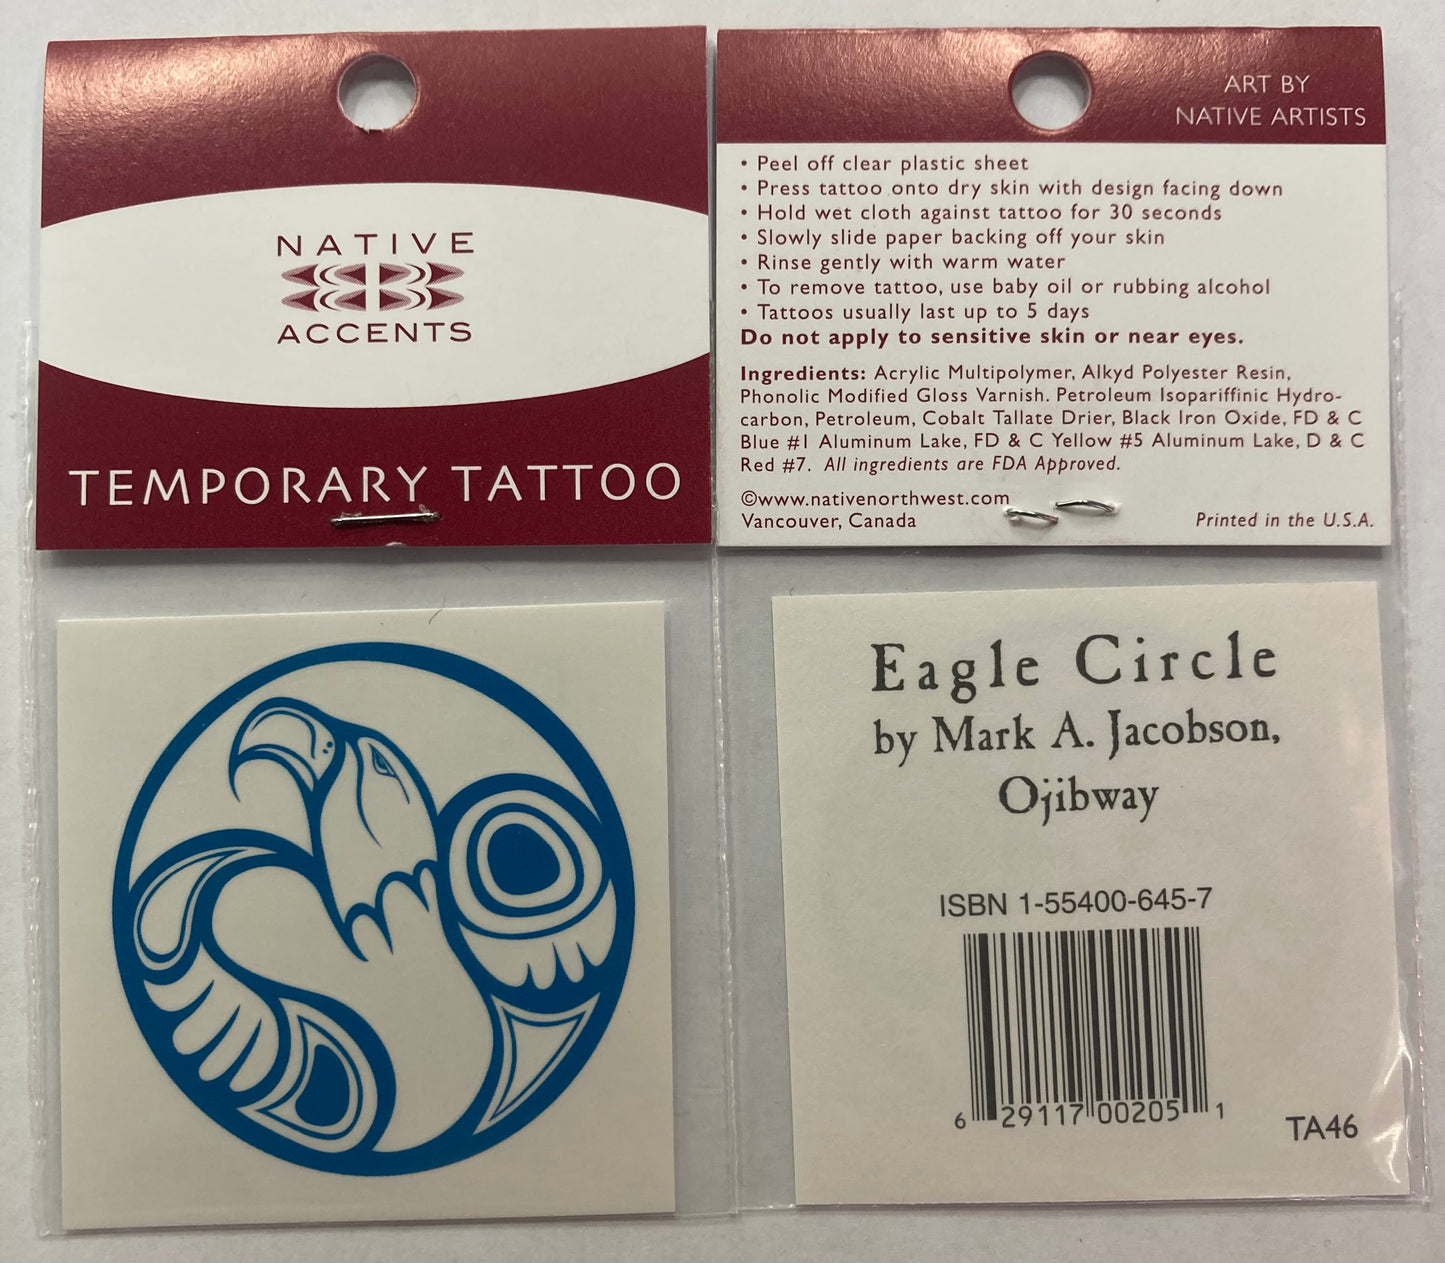 NATIVE
ACCENTS
TEMPORARY TATTOO
ART BY
NATIVE ARTISTS
• Peel off clear plastic sheet
• Press tattoo onto dry skin with design facing down
• Hold wet cloth against tattoo for 30 seconds
• Slowly slide paper backing off your skin
• Rinse gently with warm water
• To remove tattoo, use baby oil or rubbing alcohol
• Tattoos usually last up to 5 days
Do not apply to sensitive skin or near eyes.
Ingredients: Acrylic Multipolymer, Alkyd Polyester Resin,
Phonolic Modified Gloss Varnish. Petroleum Isopariffinic Hydro-
carbon, Petroleum, Cobalt Tallate Drier, Black Iron Oxide, FD & C
Blue #1 Aluminum Lake, FD & C Yellow #5 Aluminum Lake, D & C
Red #7. All ingredients are FDA Approved.
©www.nativenorthwest.com
Vancouver, Canada
Printed in the U.S.A.
Eagle Circle
by Mark A. Jacobson,
Ojibway
ISBN 1-55400-645-7
6 29117 00205 1
TA46